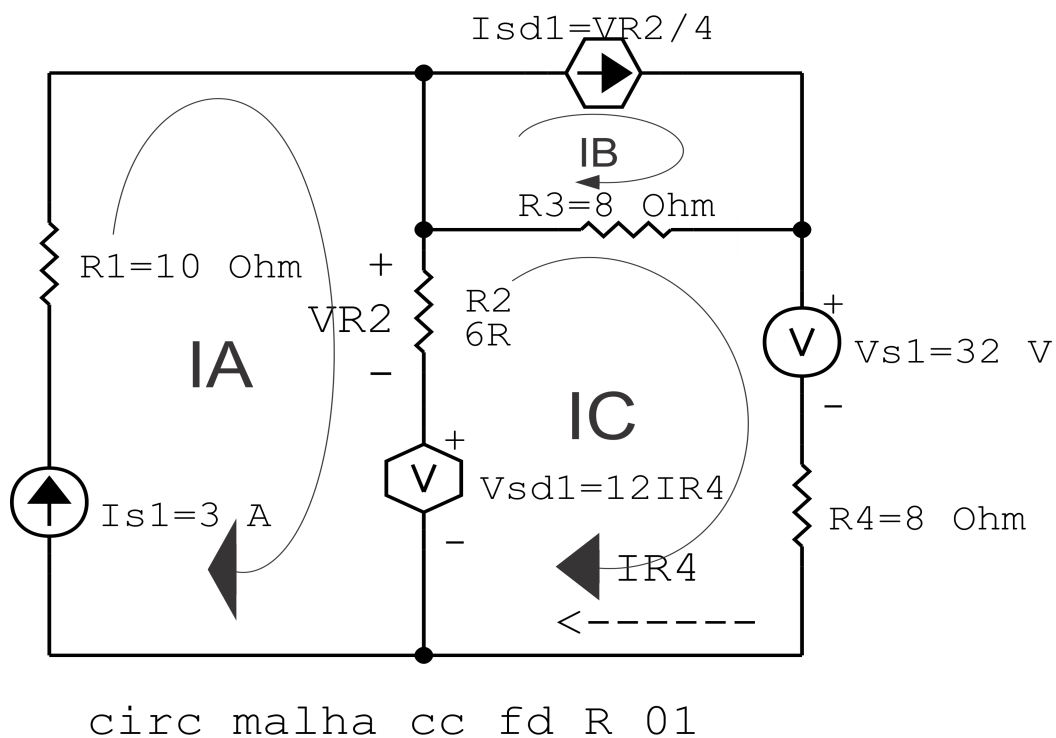 Isd1=VR2/4
IB
R3=8 Ohm
R1=10 Ohm
+
VR2
−
R2
6R
+
V
Vs1=32 V
−
IA
IC
+
V
Vsd1=12IR4
−
Is1=3 A
R4=8 Ohm
IR4
<-------
circ malha cc fd R 01